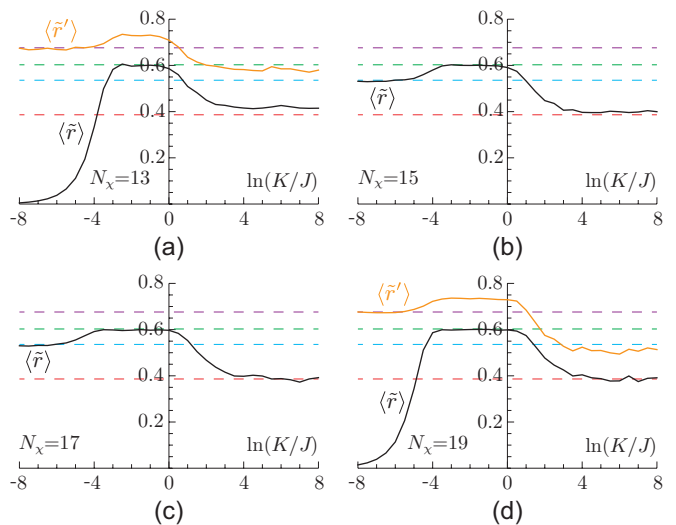 0.8
⟨r̃′⟩
0.6
0.4
⟨r̃⟩
0.2
N_χ=13
ln(K/J)
-8 -4 0 4 8
(a)
0.8
0.6
⟨r̃⟩
0.4
0.2
N_χ=15
ln(K/J)
-8 -4 0 4 8
(b)
0.8
0.6
⟨r̃⟩
0.4
0.2
N_χ=17
ln(K/J)
-8 -4 0 4 8
(c)
0.8
⟨r̃′⟩
0.6
0.4
⟨r̃⟩
0.2
N_χ=19
ln(K/J)
-8 -4 0 4 8
(d)